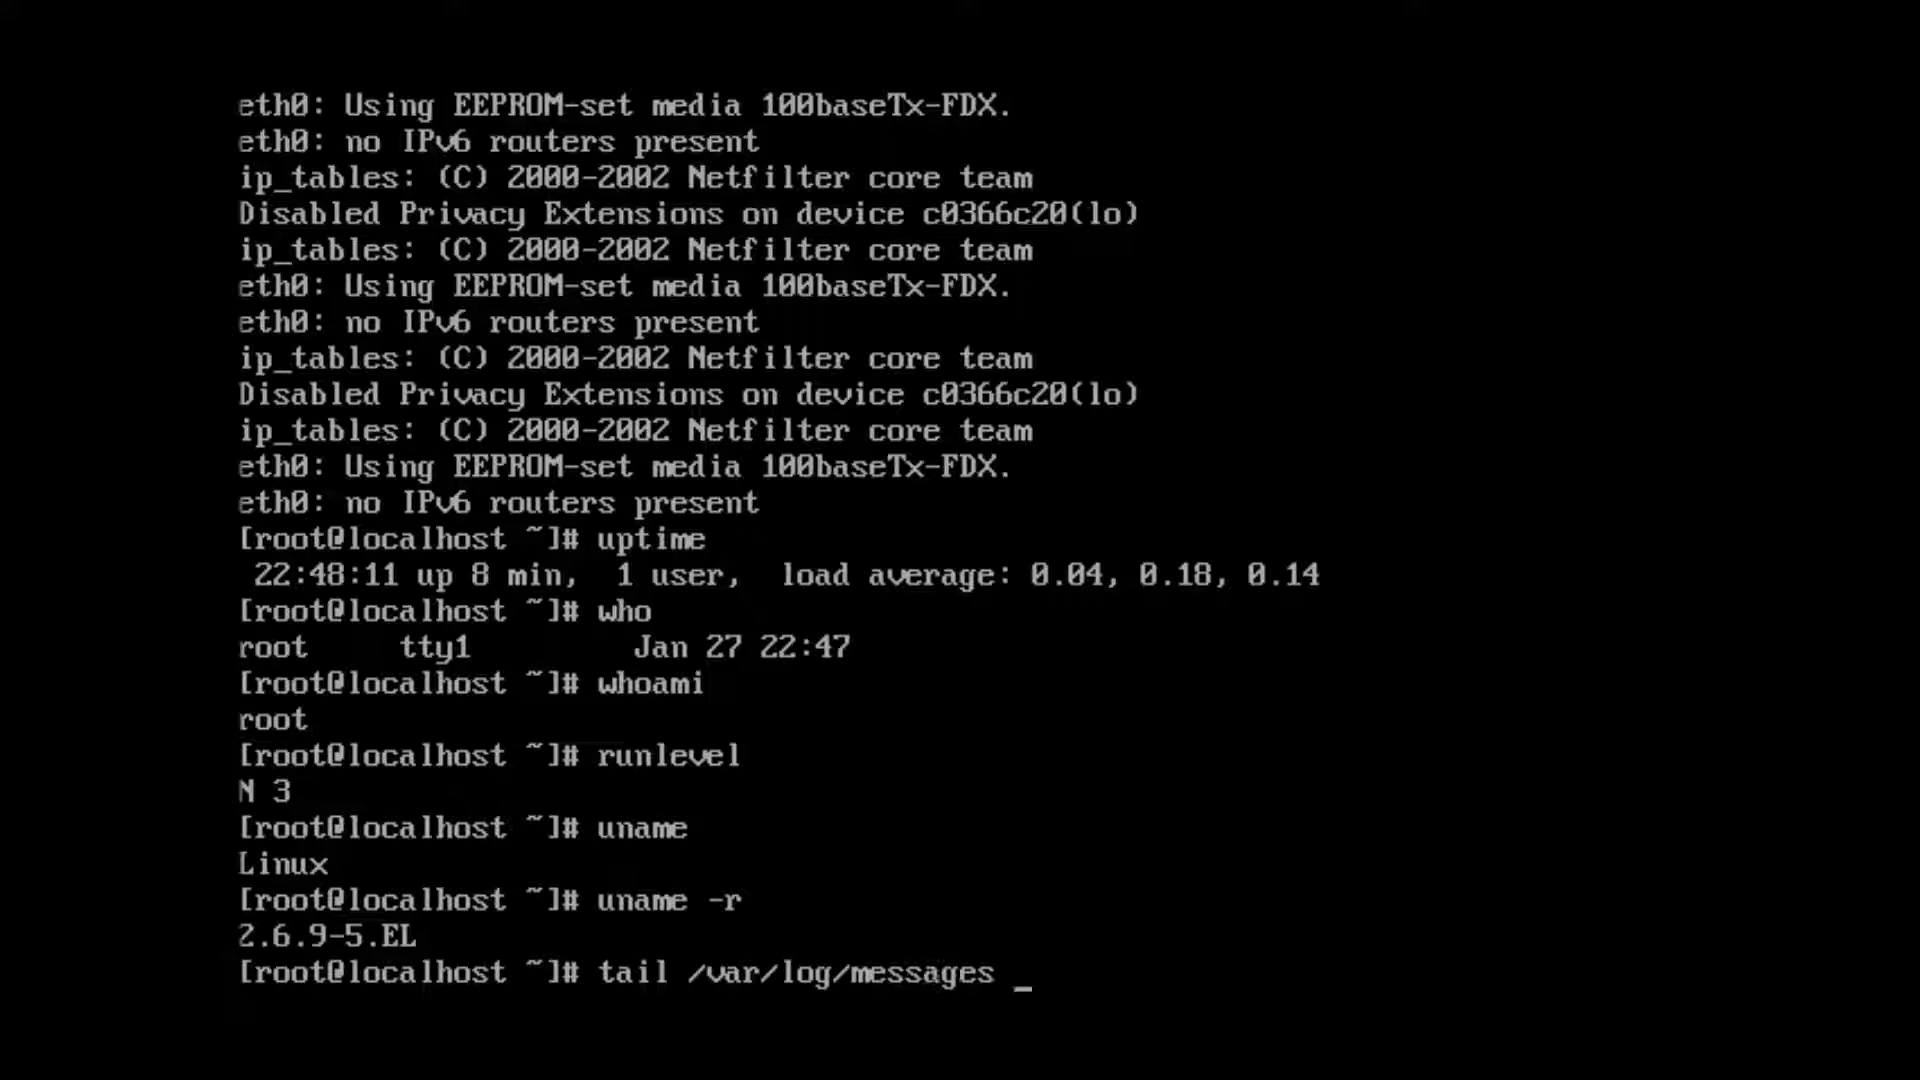 eth0: Using EEPROM-set media 100baseTx-FDX.
eth0: no IPv6 routers present
ip_tables: (C) 2000-2002 Netfilter core team
Disabled Privacy Extensions on device c0366c20(lo)
ip_tables: (C) 2000-2002 Netfilter core team
eth0: Using EEPROM-set media 100baseTx-FDX.
eth0: no IPv6 routers present
ip_tables: (C) 2000-2002 Netfilter core team
Disabled Privacy Extensions on device c0366c20(lo)
ip_tables: (C) 2000-2002 Netfilter core team
eth0: Using EEPROM-set media 100baseTx-FDX.
eth0: no IPv6 routers present
[root@localhost ~]# uptime
 22:48:11 up 8 min,  1 user,  load average: 0.04, 0.18, 0.14
[root@localhost ~]# who
root     tty1         Jan 27 22:47
[root@localhost ~]# whoami
root
[root@localhost ~]# runlevel
N 3
[root@localhost ~]# uname
Linux
[root@localhost ~]# uname -r
2.6.9-5.EL
[root@localhost ~]# tail /var/log/messages _